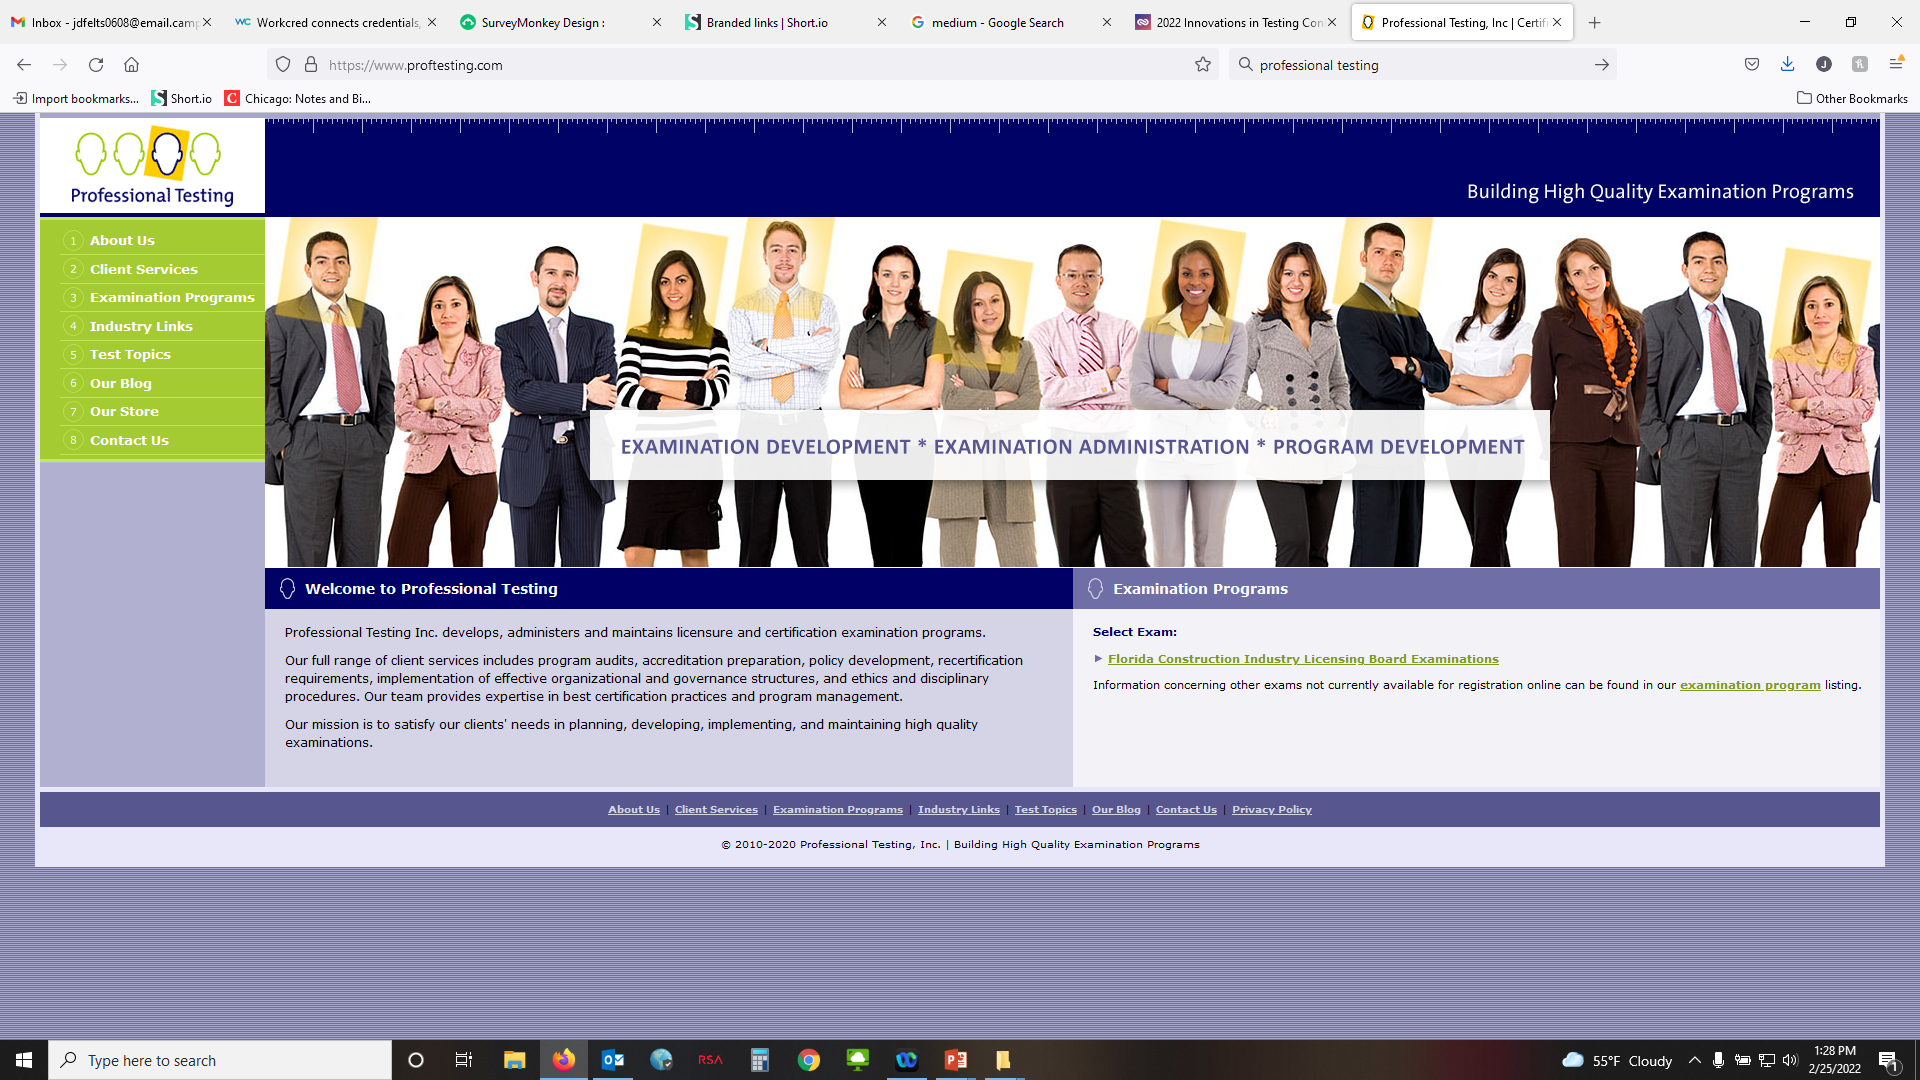 Inbox - jdfelts0608@email.camp
Workcred connects credentials,
SurveyMonkey Design :
Branded links | Short.io
medium - Google Search
2022 Innovations in Testing Con
Professional Testing, Inc | Certifi
https://www.proftesting.com
professional testing
Import bookmarks...
Short.io
Chicago: Notes and Bi...
Other Bookmarks
Professional Testing
Building High Quality Examination Programs
1 About Us
2 Client Services
3 Examination Programs
4 Industry Links
5 Test Topics
6 Our Blog
7 Our Store
8 Contact Us
EXAMINATION DEVELOPMENT * EXAMINATION ADMINISTRATION * PROGRAM DEVELOPMENT
Welcome to Professional Testing
Professional Testing Inc. develops, administers and maintains licensure and certification examination programs.
Our full range of client services includes program audits, accreditation preparation, policy development, recertification
requirements, implementation of effective organizational and governance structures, and ethics and disciplinary
procedures. Our team provides expertise in best certification practices and program management.
Our mission is to satisfy our clients' needs in planning, developing, implementing, and maintaining high quality
examinations.
Examination Programs
Select Exam:
Florida Construction Industry Licensing Board Examinations
Information concerning other exams not currently available for registration online can be found in our examination program listing.
About Us | Client Services | Examination Programs | Industry Links | Test Topics | Our Blog | Contact Us | Privacy Policy
© 2010-2020 Professional Testing, Inc. | Building High Quality Examination Programs
Type here to search
RSA
55°F Cloudy
1:28 PM
2/25/2022
1